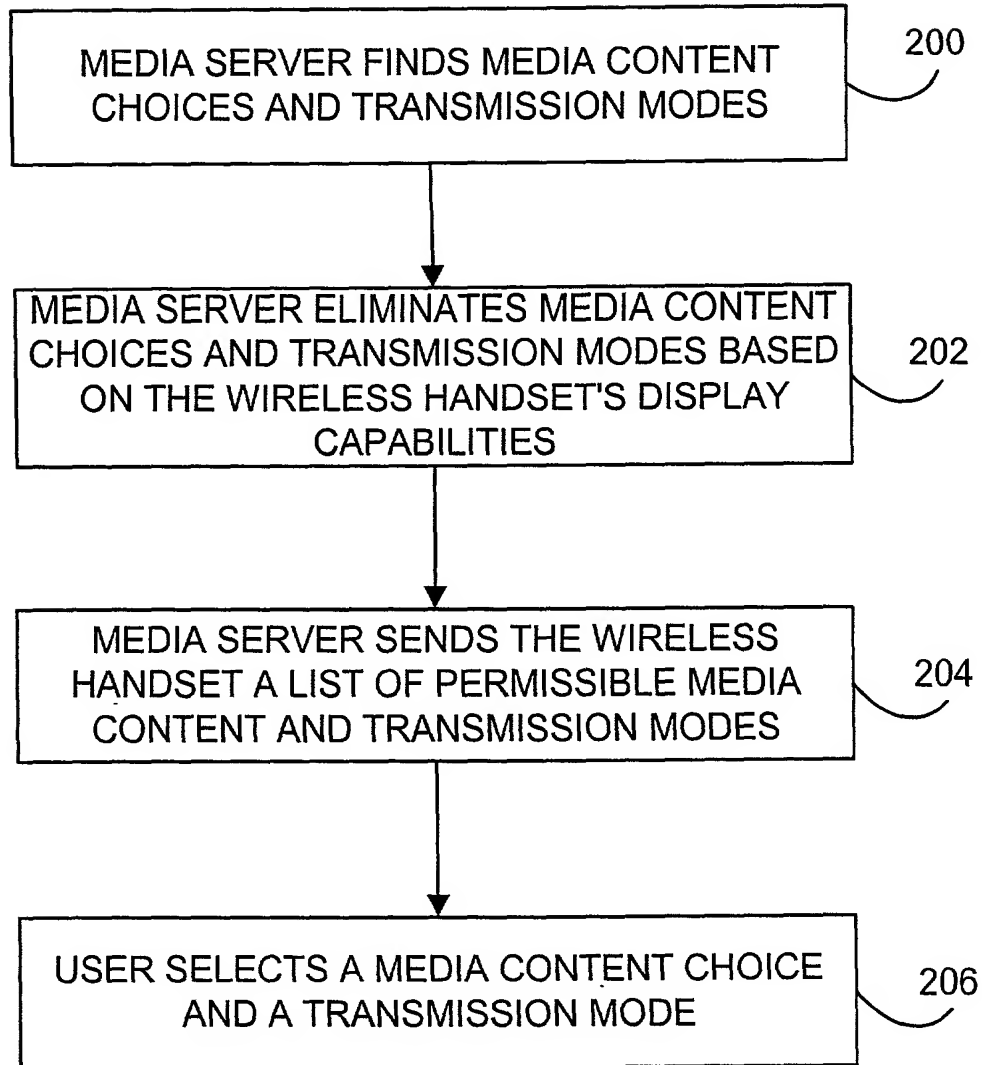 MEDIA SERVER FINDS MEDIA CONTENT
CHOICES AND TRANSMISSION MODES
200
MEDIA SERVER ELIMINATES MEDIA CONTENT
CHOICES AND TRANSMISSION MODES BASED
ON THE WIRELESS HANDSET'S DISPLAY
CAPABILITIES
202
MEDIA SERVER SENDS THE WIRELESS
HANDSET A LIST OF PERMISSIBLE MEDIA
CONTENT AND TRANSMISSION MODES
204
USER SELECTS A MEDIA CONTENT CHOICE
AND A TRANSMISSION MODE
206